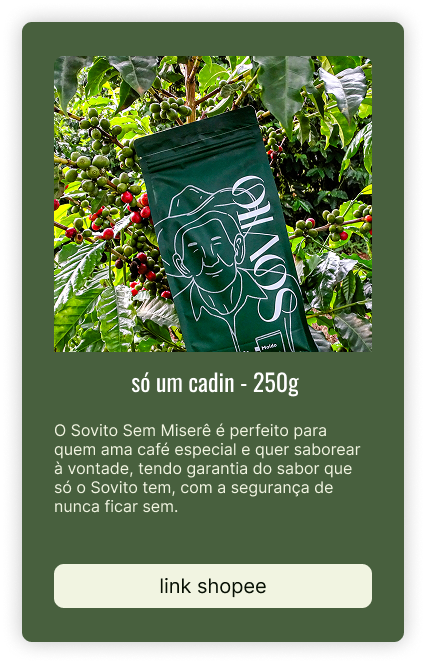 SOVITO
Moído
só um cadin - 250g
O Sovito Sem Miserê é perfeito para
quem ama café especial e quer saborear
à vontade, tendo garantia do sabor que
só o Sovito tem, com a segurança de
nunca ficar sem.
link shopee